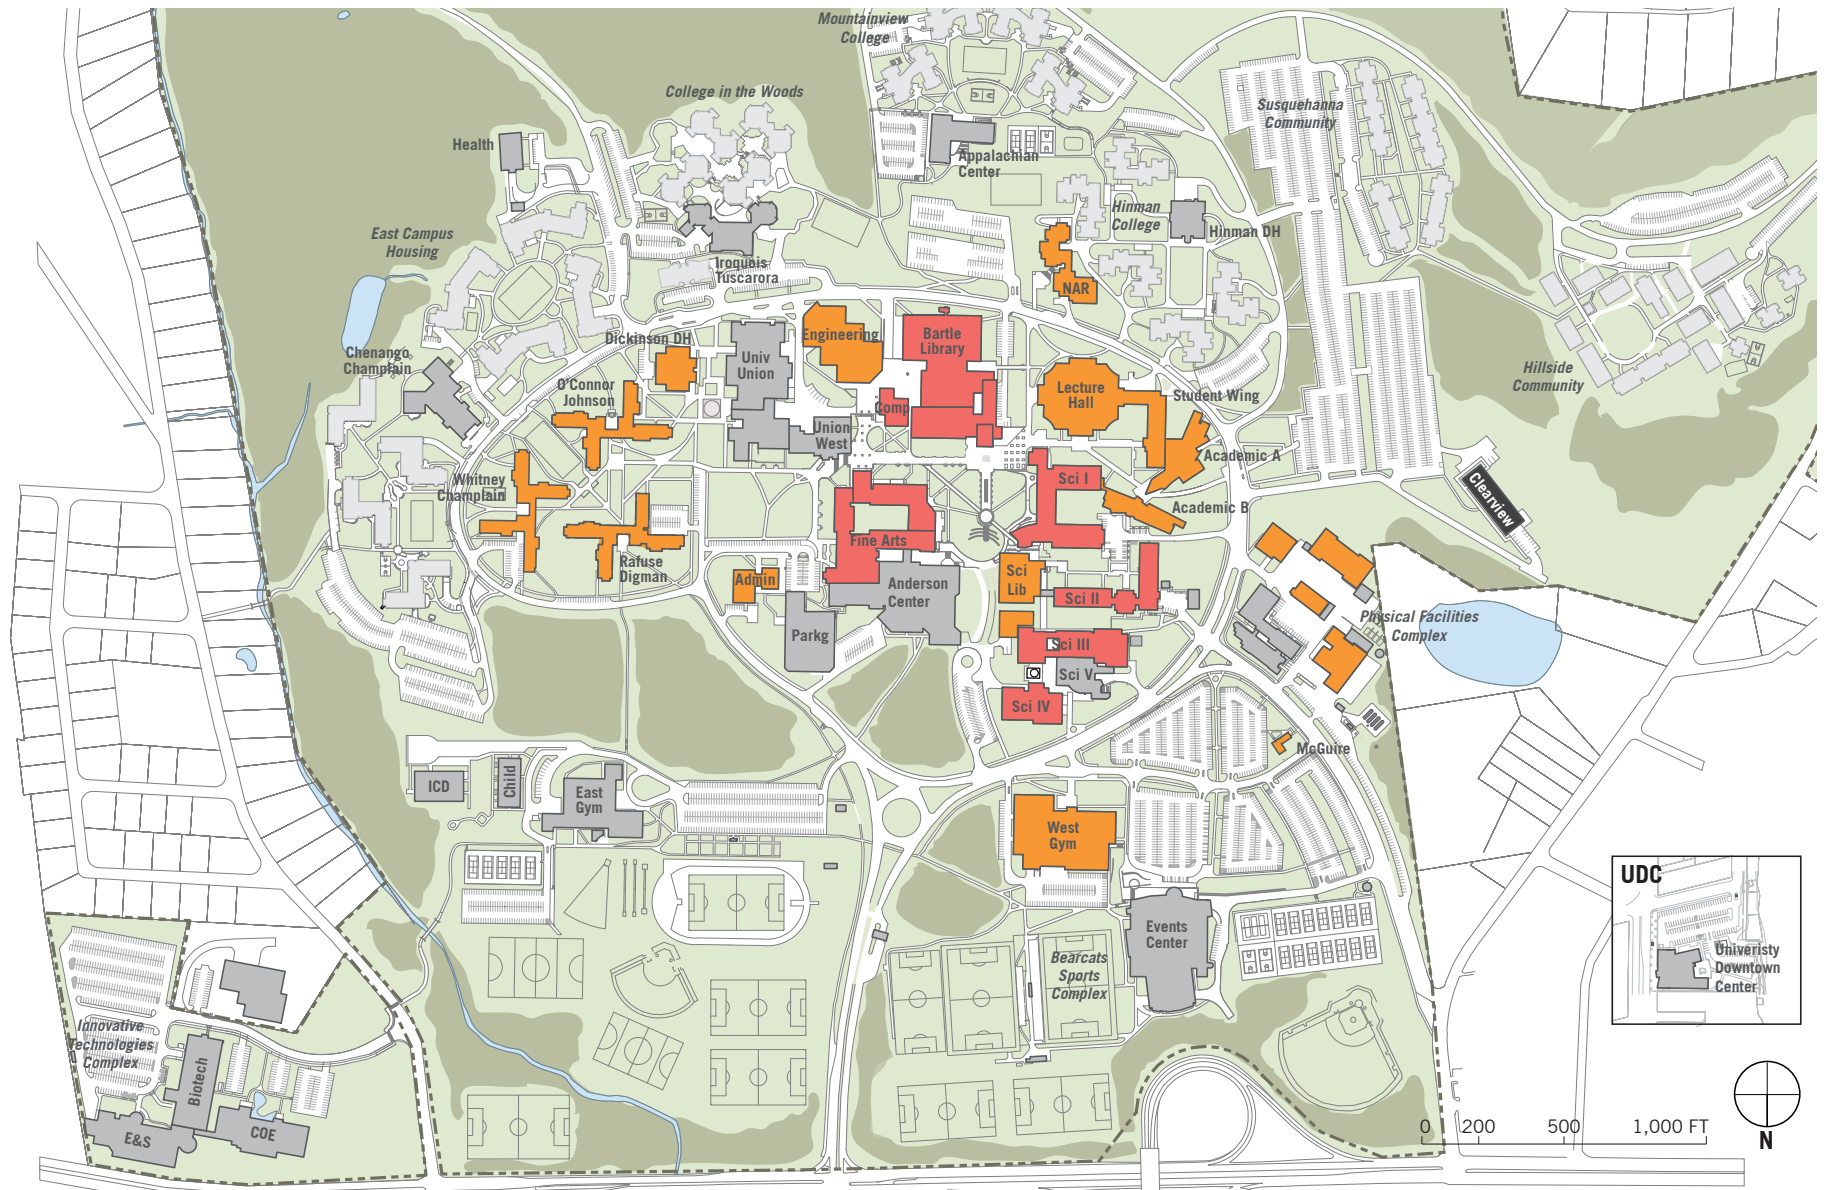 Mountainview
College
College in the Woods
Susquehanna
Community
Health
Appalachian
Center
Hinman
College
Hinman DH
East Campus
Housing
Iroquois
Tuscarora
NAR
Dickinson DH
Engineering
Bartle
Library
Chenango
Champlain
Univ
Union
O'Connor
Johnson
Comp
Lecture
Hall
Student Wing
Hillside
Community
Union
West
Academic A
Whitney
Champlain
Sci I
Clearview
Academic B
Fine Arts
Rafuse
Digman
Admin
Anderson
Center
Sci
Lib
Sci II
Physical Facilities
Complex
Parkg
Sci III
Sci V
Sci IV
McGuire
ICD
Child
East
Gym
West
Gym
UDC
Events
Center
Bearcats
Sports
Complex
Univeristy
Downtown
Center
Innovative
Technologies
Complex
Biotech
E&S
COE
0 200 500 1,000 FT
N